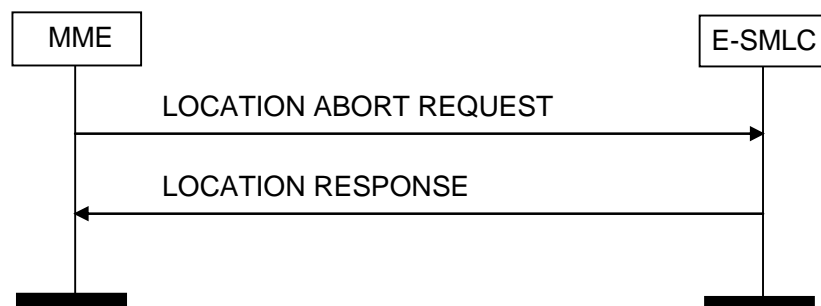 MME
E-SMLC
LOCATION ABORT REQUEST
LOCATION RESPONSE